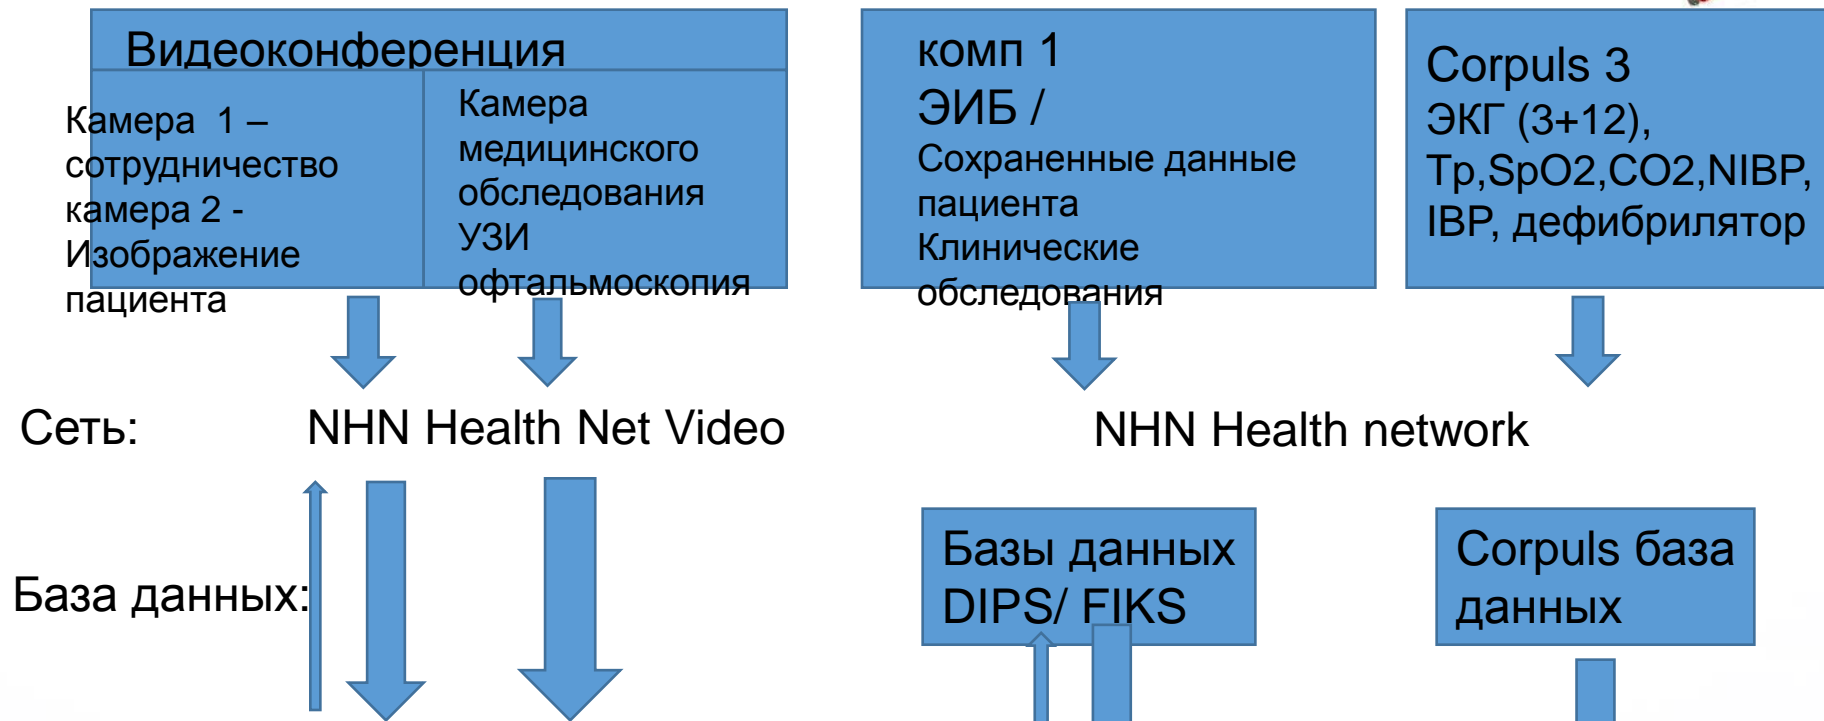 Видеоконференция
Камера 1 –
сотрудничество
камера 2 -
Изображение
пациента
Камера
медицинского
обследования
УЗИ
офтальмоскопия
комп 1
ЭИБ /
Сохраненные данные
пациента
Клинические
обследования
Corpuls 3
ЭКГ (3+12),
Tp,SpO2,CO2,NIBP,
IBP, дефибрилятор
Сеть:
NHN Health Net Video
NHN Health network
База данных:
Базы данных
DIPS/ FIKS
Corpuls база
данных